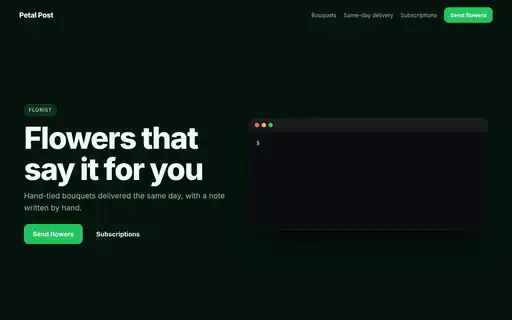 Petal Post
Bouquets
Same-day delivery
Subscriptions
Send flowers
FLORIST
Flowers that
say it for you
Hand-tied bouquets delivered the same day, with a note
written by hand.
Send flowers
Subscriptions
$